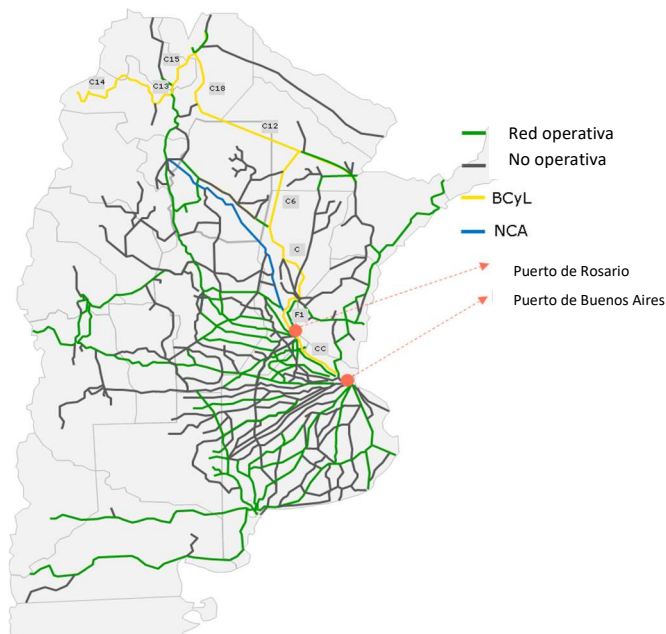 C15
C14
C13
C18
C12
Red operativa
No operativa
C6
BCyL
NCA
C
Puerto de Rosario
Puerto de Buenos Aires
F1
CC